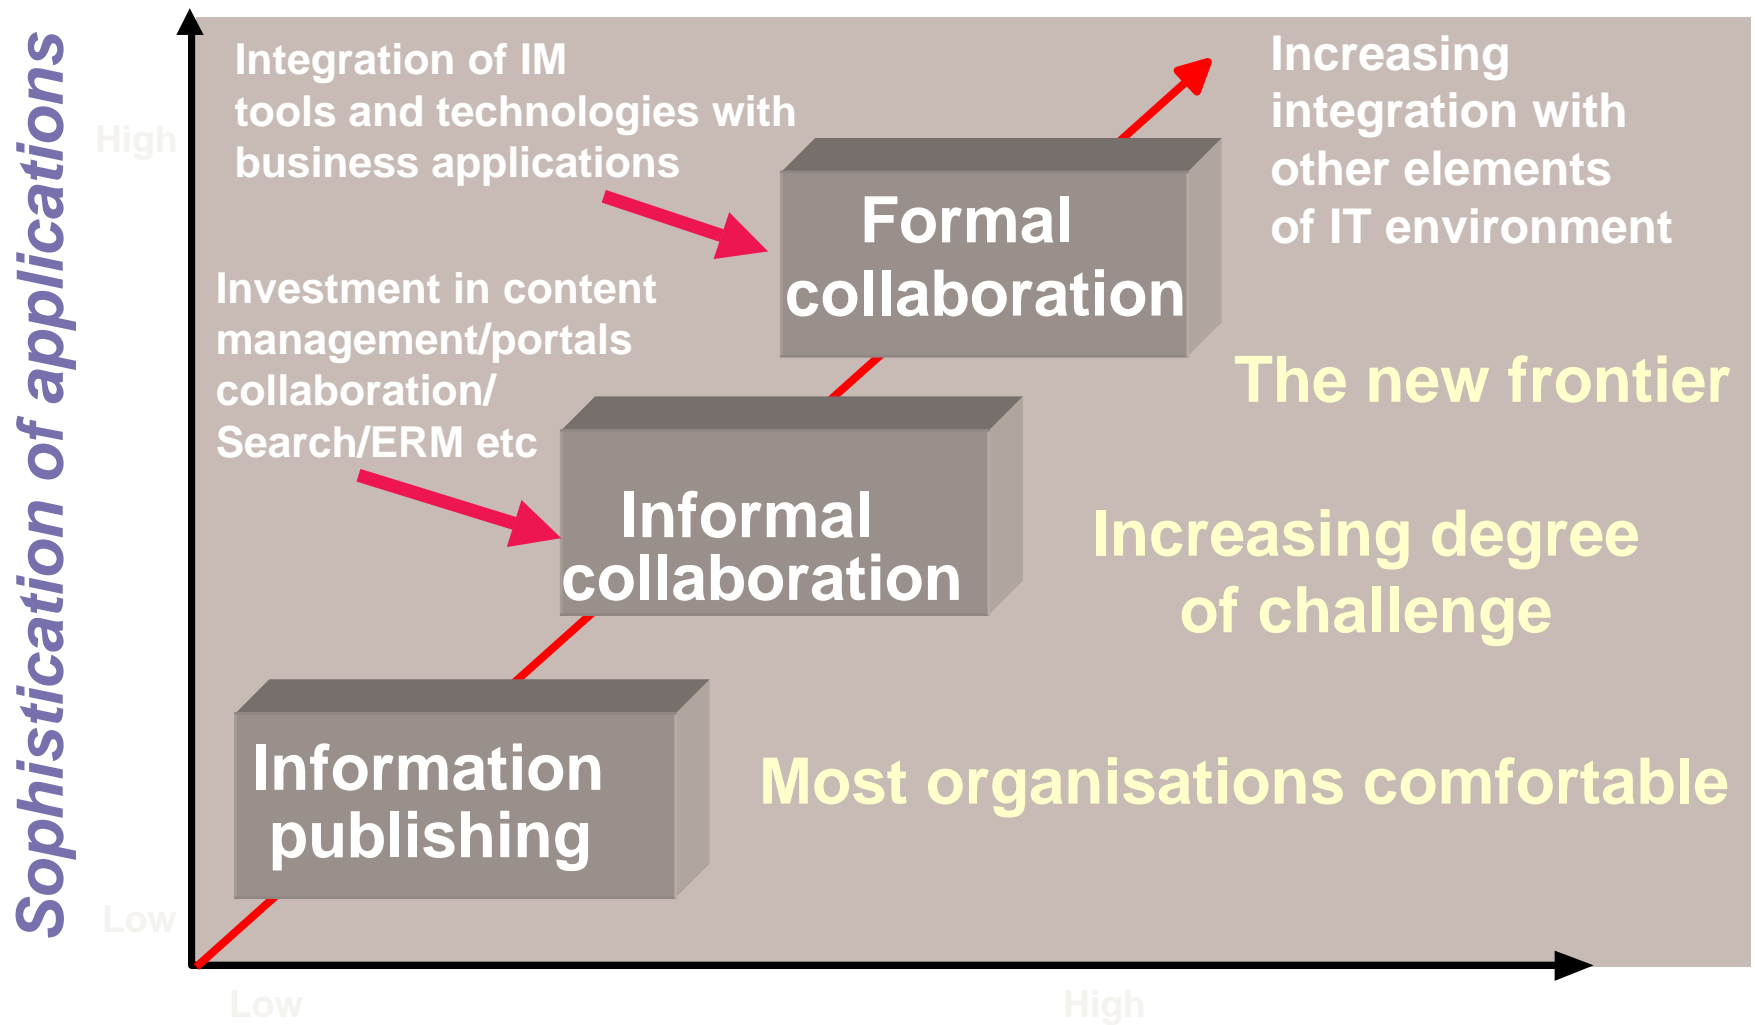 Sophistication of applications
High
Low
Integration of IM
tools and technologies with
business applications
Increasing
integration with
other elements
of IT environment
Formal
collaboration
Investment in content
management/portals
collaboration/
Search/ERM etc
The new frontier
Informal
collaboration
Increasing degree
of challenge
Information
publishing
Most organisations comfortable
Low
High